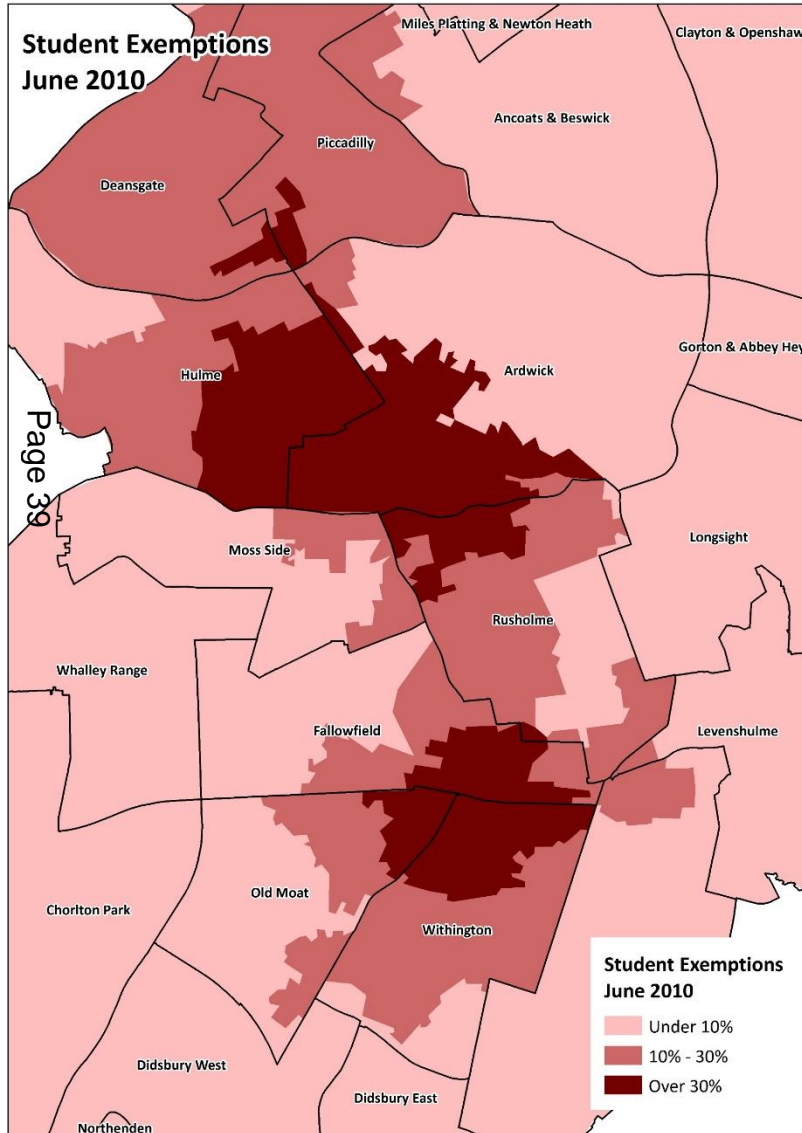 Student Exemptions
June 2010
Miles Platting & Newton Heath
Clayton & Openshaw
Ancoats & Beswick
Piccadilly
Deansgate
Gorton & Abbey Hey
Ardwick
Hulme
Page 39
Longsight
Moss Side
Rusholme
Whalley Range
Fallowfield
Levenshulme
Old Moat
Chorlton Park
Withington
Didsbury West
Didsbury East
Northenden
Student Exemptions
June 2010
Under 10%
10% - 30%
Over 30%